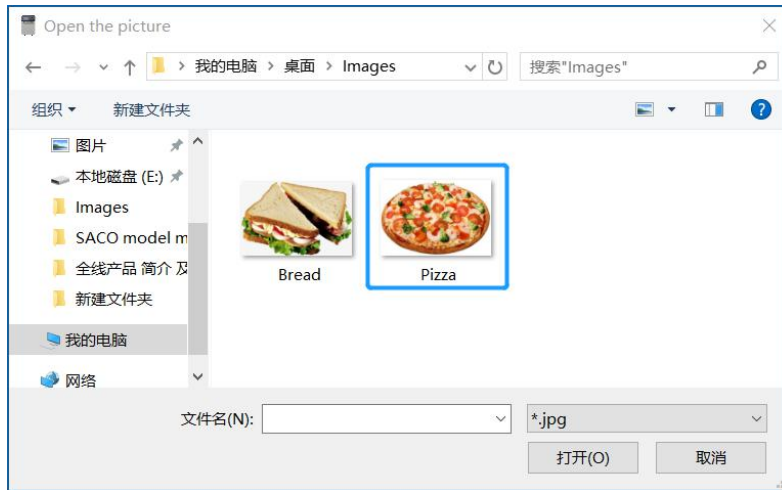 Open the picture
我的电脑 > 桌面 > Images
搜索"Images"
组织
新建文件夹
图片
本地磁盘 (E:)
Images
SACO model m
全线产品 简介 及
新建文件夹
我的电脑
网络
Bread
Pizza
文件名(N):
*.jpg
打开(O)
取消